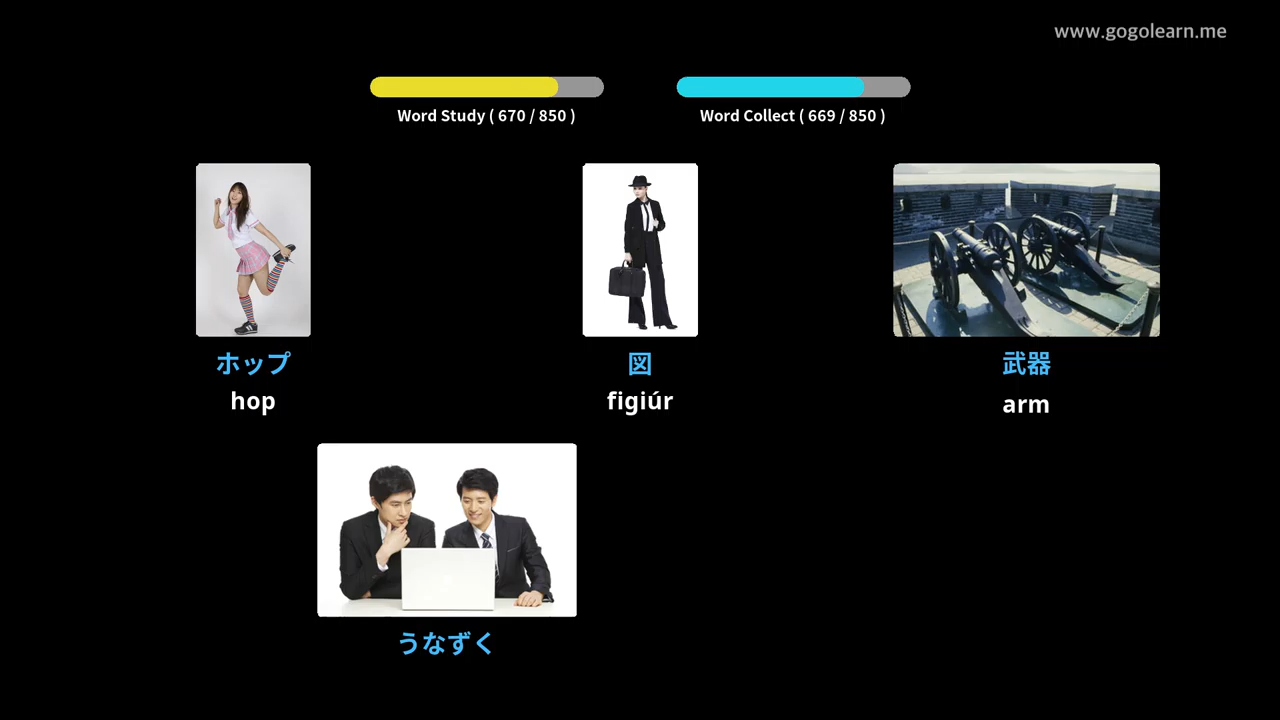 www.gogolearn.me
Word Study ( 670 / 850 )
Word Collect ( 669 / 850 )
ホップ
hop
図
figiúr
武器
arm
うなずく